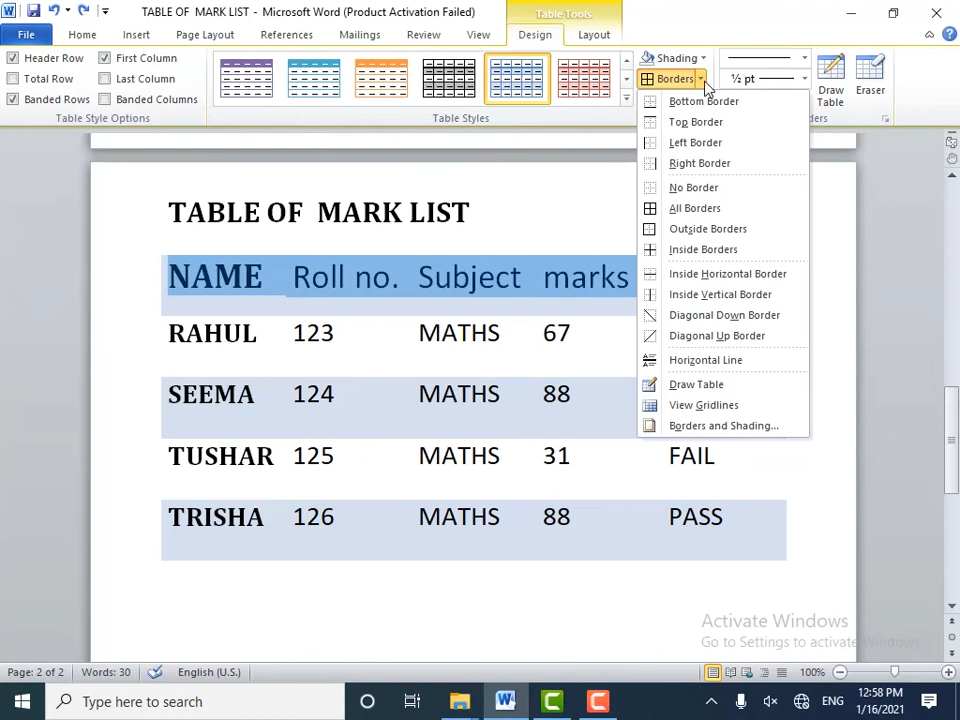 TABLE OF MARK LIST - Microsoft Word (Product Activation Failed)
Table Tools
File Home Insert Page Layout References Mailings Review View Design Layout
Header Row First Column
Total Row Last Column
Banded Rows Banded Columns
Table Style Options
Table Styles
Shading
Borders
½ pt
Draw Table
Eraser
ders
Bottom Border
Top Border
Left Border
Right Border
No Border
All Borders
Outside Borders
Inside Borders
Inside Horizontal Border
Inside Vertical Border
Diagonal Down Border
Diagonal Up Border
Horizontal Line
Draw Table
View Gridlines
Borders and Shading...
TABLE OF MARK LIST
NAME Roll no. Subject marks
RAHUL 123 MATHS 67
SEEMA 124 MATHS 88
TUSHAR 125 MATHS 31 FAIL
TRISHA 126 MATHS 88 PASS
Activate Windows
Go to Settings to activate Windows.
Page: 2 of 2 Words: 30 English (U.S.) 100%
Type here to search
ENG
12:58 PM
1/16/2021